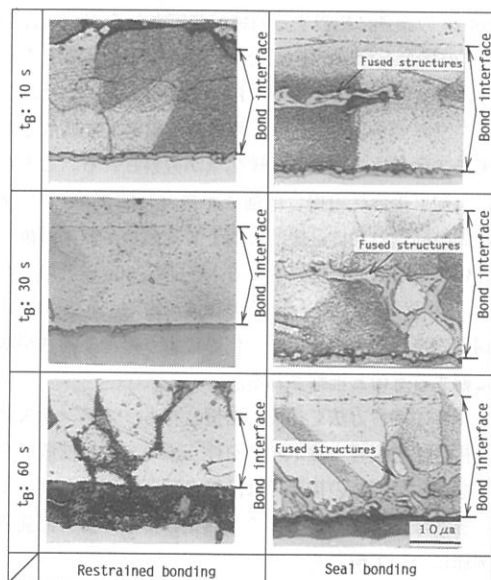 t_B: 10 s
Bond interface
Fused structures
Bond interface
t_B: 30 s
Bond interface
Fused structures
Bond interface
t_B: 60 s
Bond interface
Fused structures
Bond interface
10 μm
Restrained bonding
Seal bonding